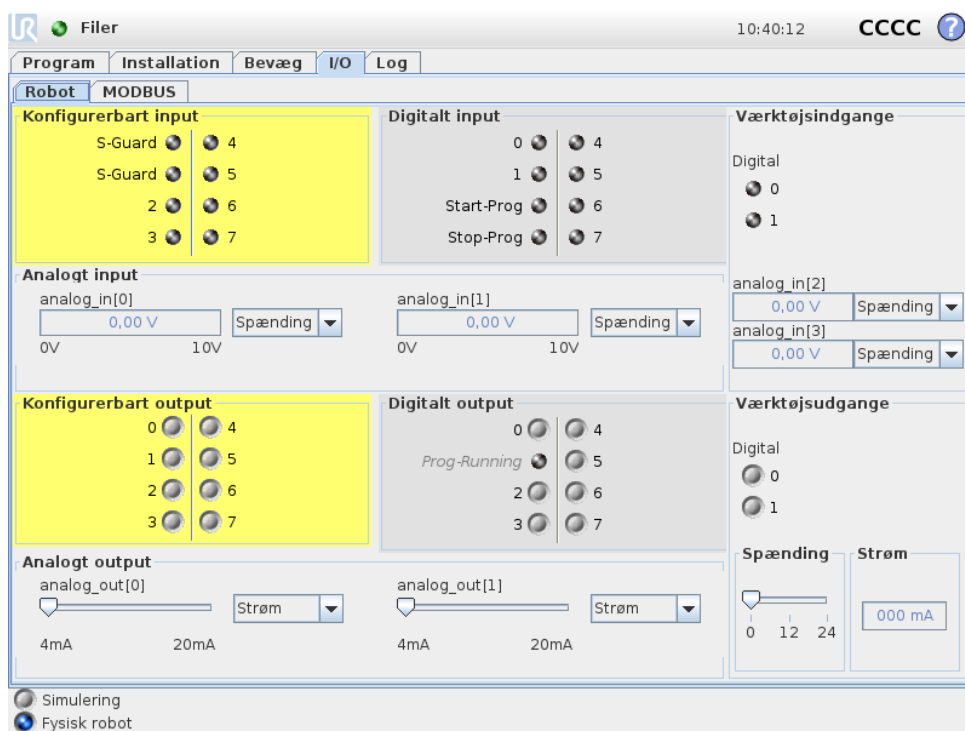 UR Filer 10:40:12 CCCC ?
Program Installation Bevæg I/O Log
Robot MODBUS
Konfigurerbart input
S-Guard 4
S-Guard 5
2 6
3 7
Digitalt input
0 4
1 5
Start-Prog 6
Stop-Prog 7
Værktøjsindgange
Digital
0
1
Analogt input
analog_in[0]
0,00 V Spænding
0V 10V
analog_in[1]
0,00 V Spænding
0V 10V
analog_in[2]
0,00 V Spænding
analog_in[3]
0,00 V Spænding
Konfigurerbart output
0 4
1 5
2 6
3 7
Digitalt output
0 4
Prog-Running 5
2 6
3 7
Værktøjsudgange
Digital
0
1
Analogt output
analog_out[0]
Strøm
4mA 20mA
analog_out[1]
Strøm
4mA 20mA
Spænding
0 12 24
Strøm
000 mA
Simulering
Fysisk robot